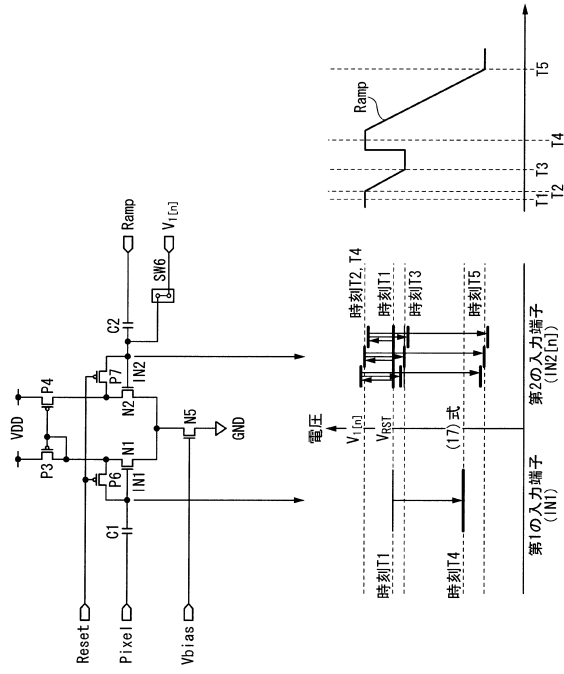 VDD
P3
P4
P6
P7
N1
N2
IN1
IN2
C1
C2
N5
GND
SW6
Reset
Pixel
Vbias
Ramp
V1[n]
電圧
V1[n]
VRST
(17)式
時刻T1
時刻T4
時刻T2, T4
時刻T1
時刻T3
時刻T5
第1の入力端子
(IN1)
第2の入力端子
(IN2[n])
Ramp
T1
T2
T3
T4
T5